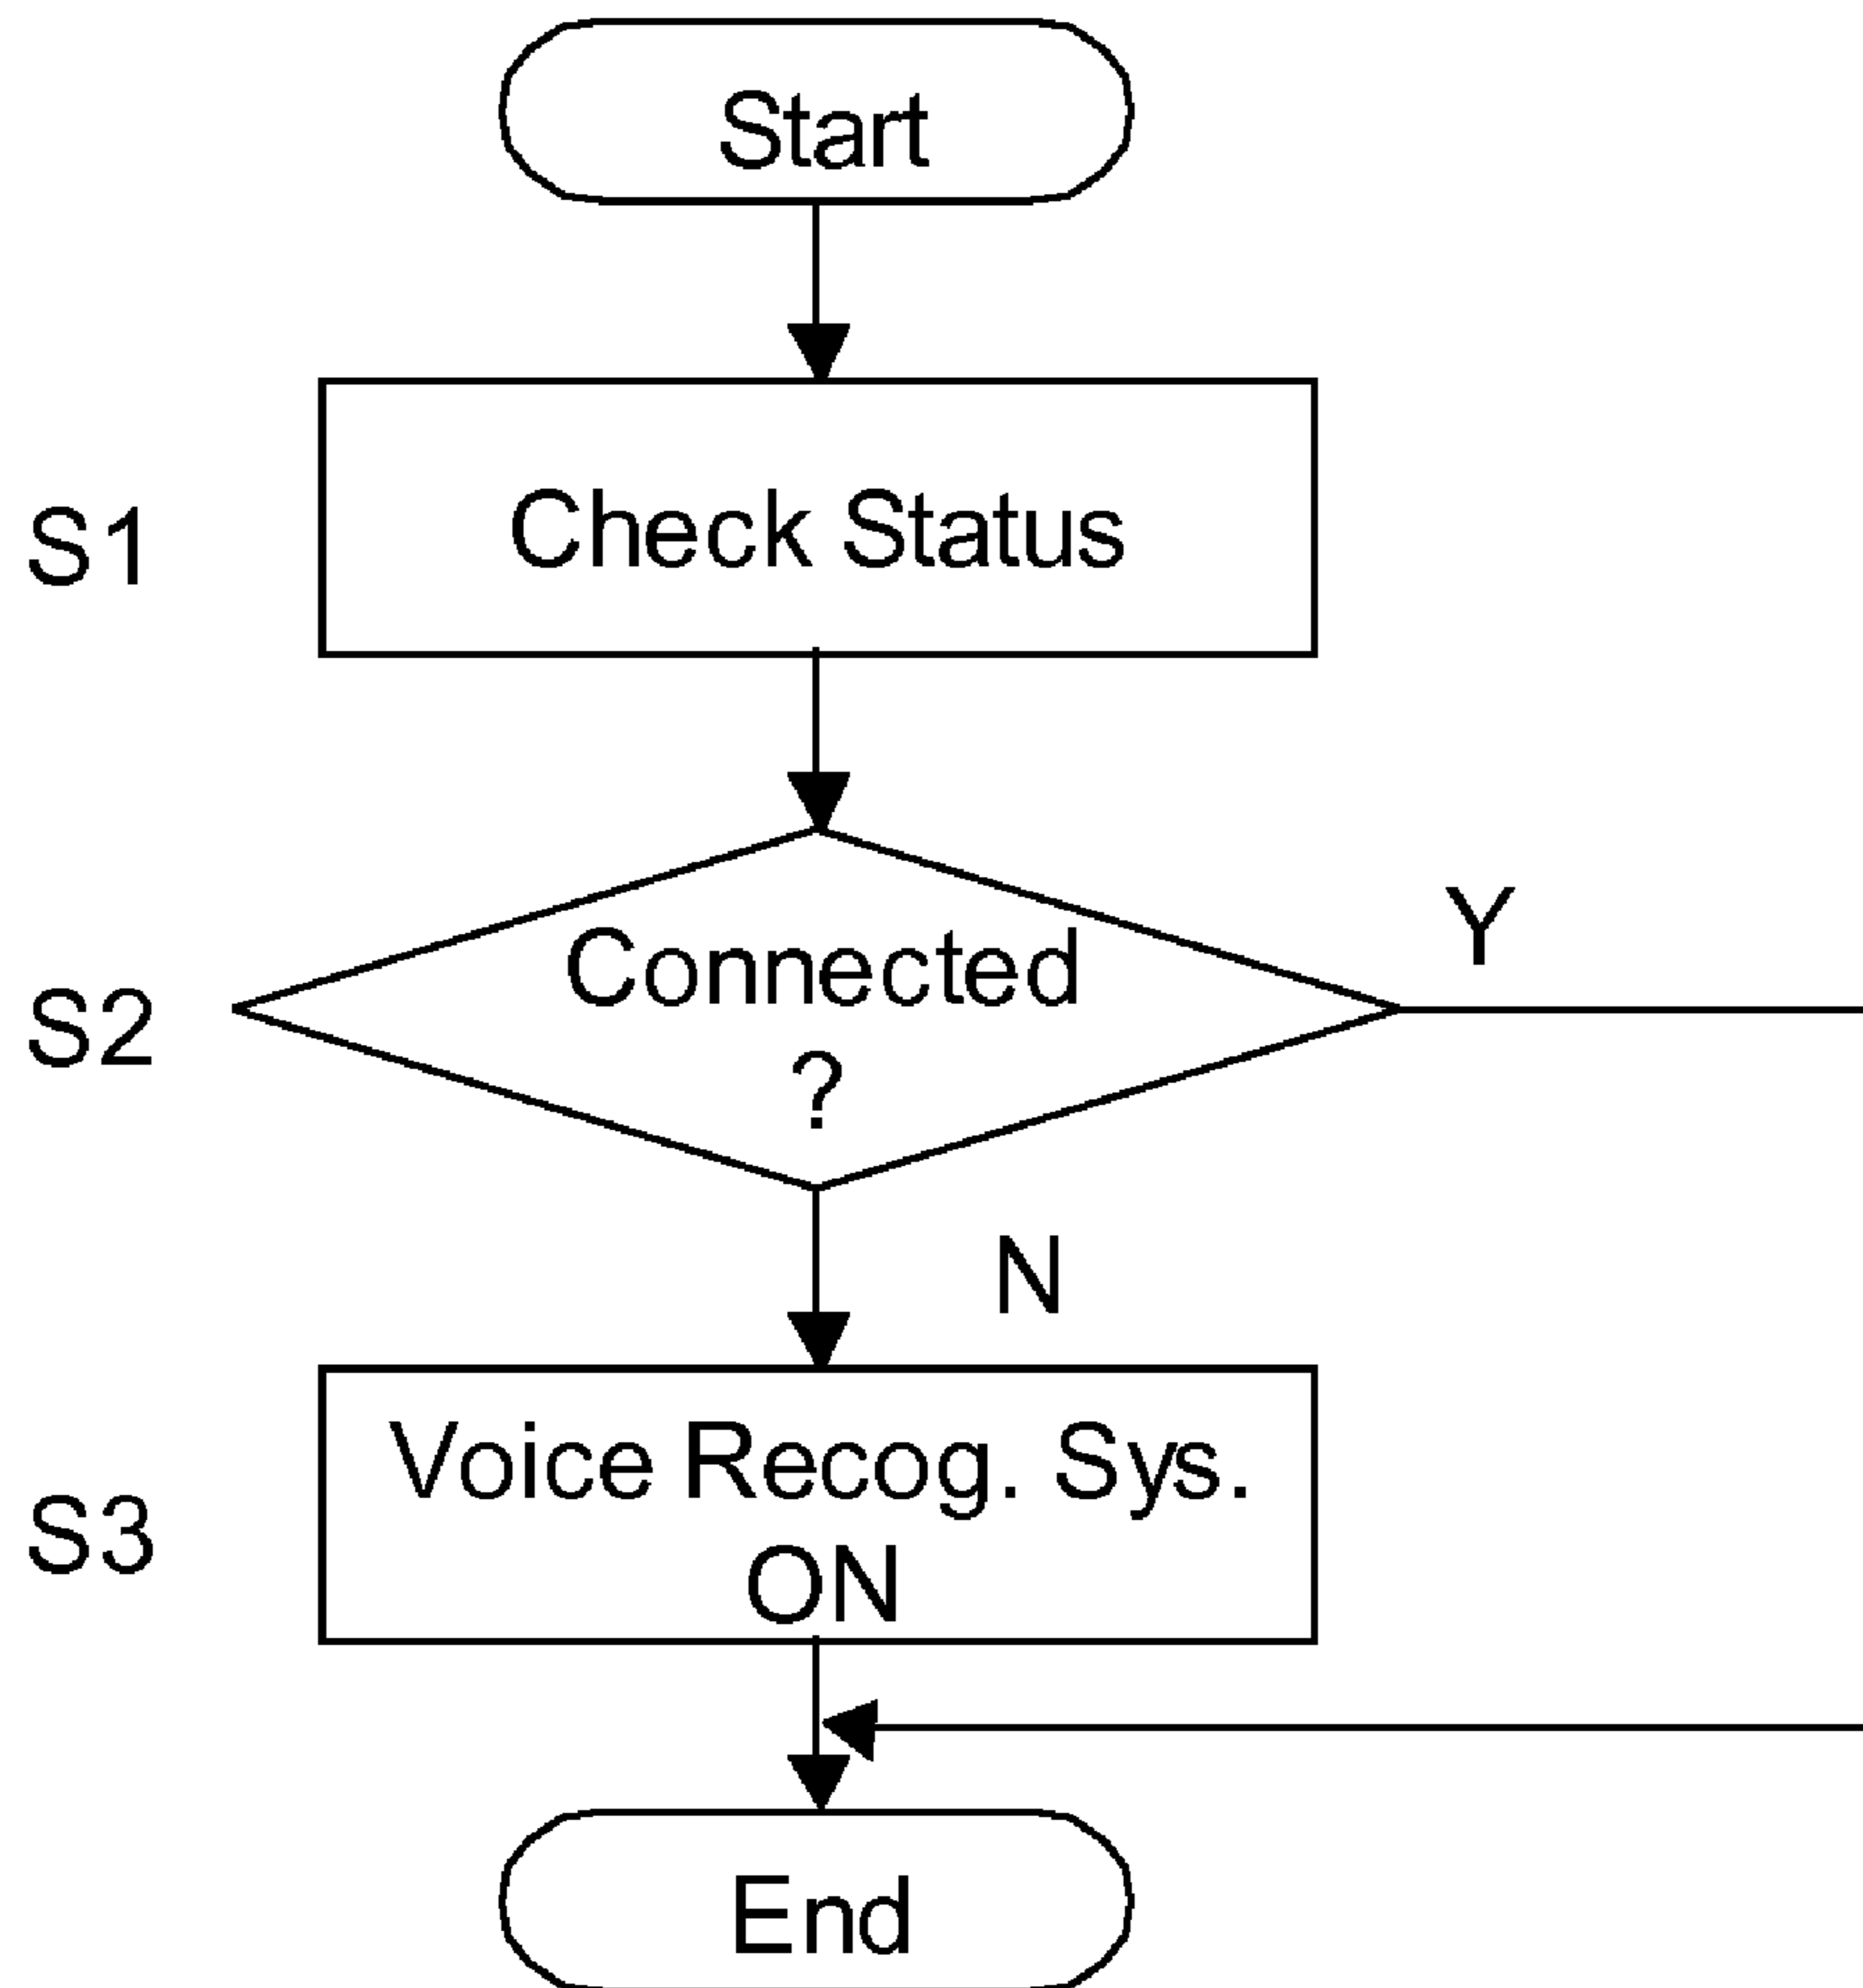 Start
S1
Check Status
S2
Connected
?
Y
N
S3
Voice Recog. Sys.
ON
End